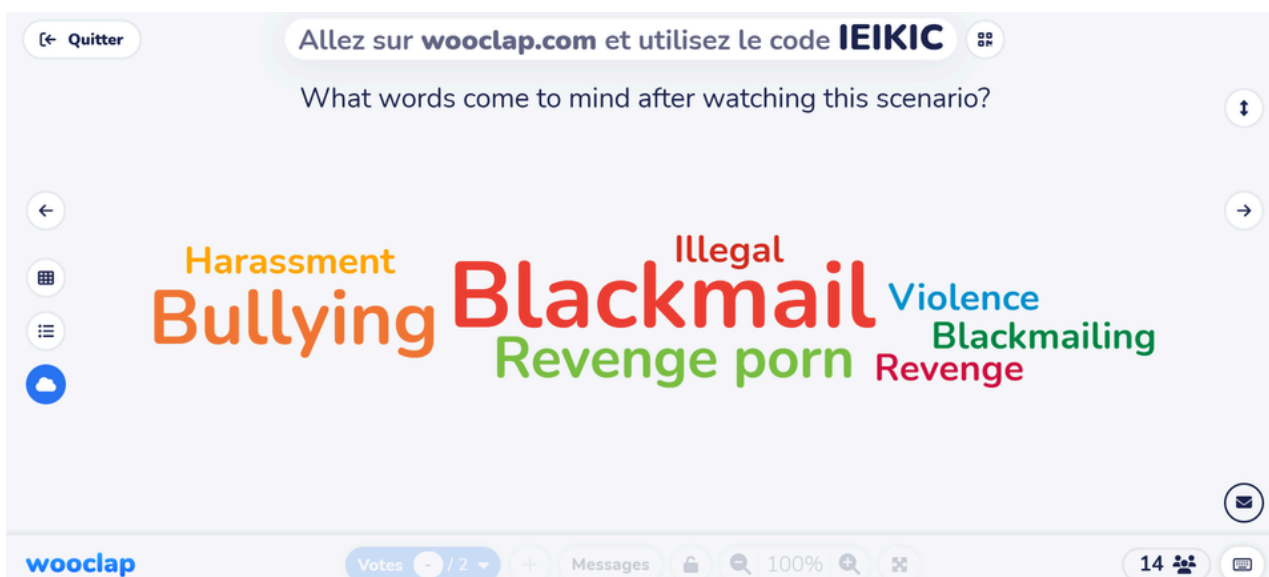 Quitter
Allez sur wooclap.com et utilisez le code IEIKIC
What words come to mind after watching this scenario?
Harassment
Illegal
Bullying
Blackmail
Violence
Revenge porn
Blackmailing
Revenge
wooclap
Votes - / 2
+
Messages
100%
14